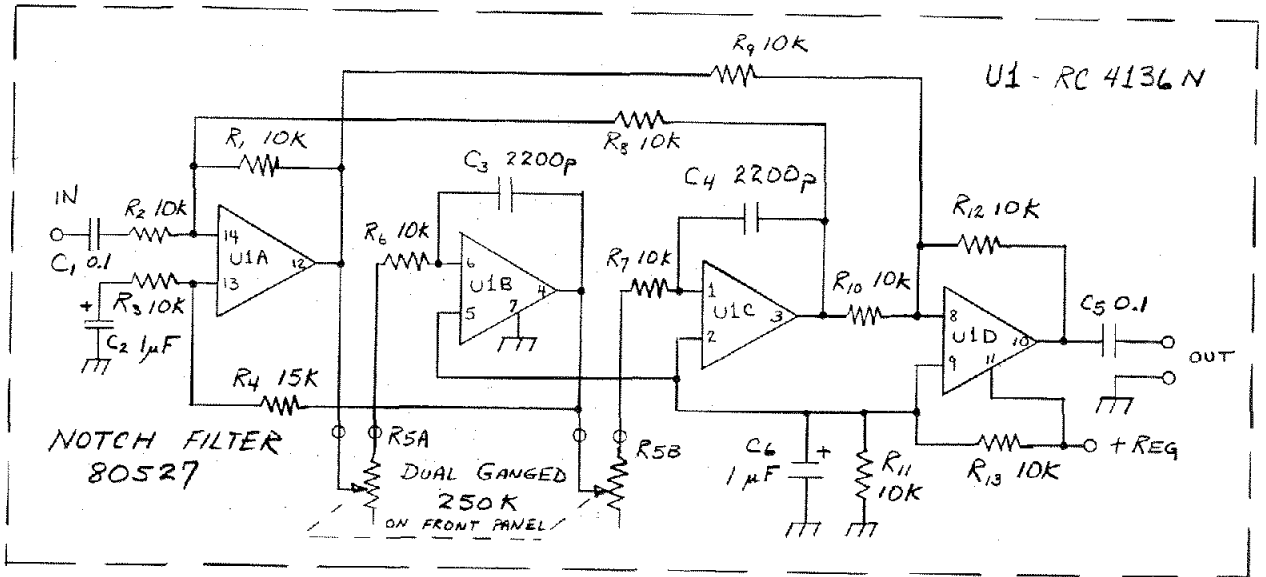 R9 10K
U1 - RC 4136 N
R1 10K
R8 10K
C3 2200p
C4 2200p
IN
R2 10K
R6 10K
R7 10K
R12 10K
C1 0.1
14
U1A
12
13
R3 10K
+
C2 1µF
6
U1B
4
7
5
1
U1C
3
2
R10 10K
8
U1D
10
11
9
C5 0.1
OUT
R4 15K
NOTCH FILTER
80527
R5A
DUAL GANGED
250K
ON FRONT PANEL
R5B
C6
1µF
+
R11
10K
R13 10K
+ REG